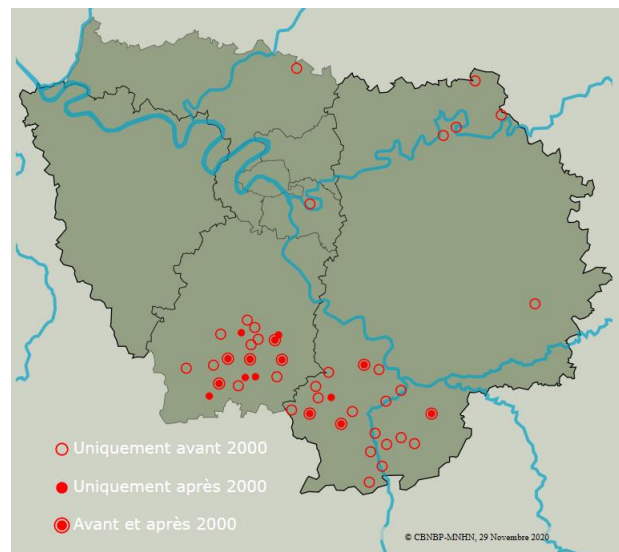 Uniquement avant 2000
Uniquement après 2000
Avant et après 2000
© CBNBP-MNHN, 29 Novembre 2020